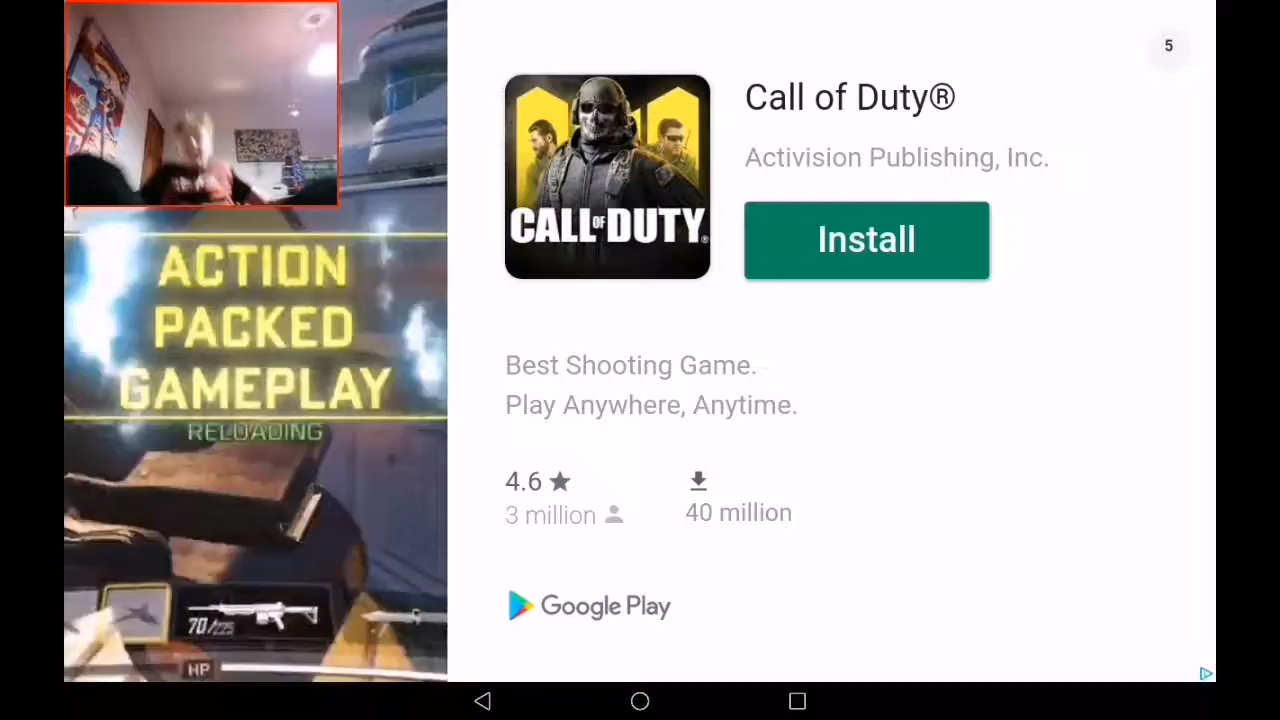 ACTION
PACKED
GAMEPLAY
RELOADING
70/225
HP
5
CALL OF DUTY®
Call of Duty®
Activision Publishing, Inc.
Install
Best Shooting Game.
Play Anywhere, Anytime.
4.6
3 million
40 million
Google Play